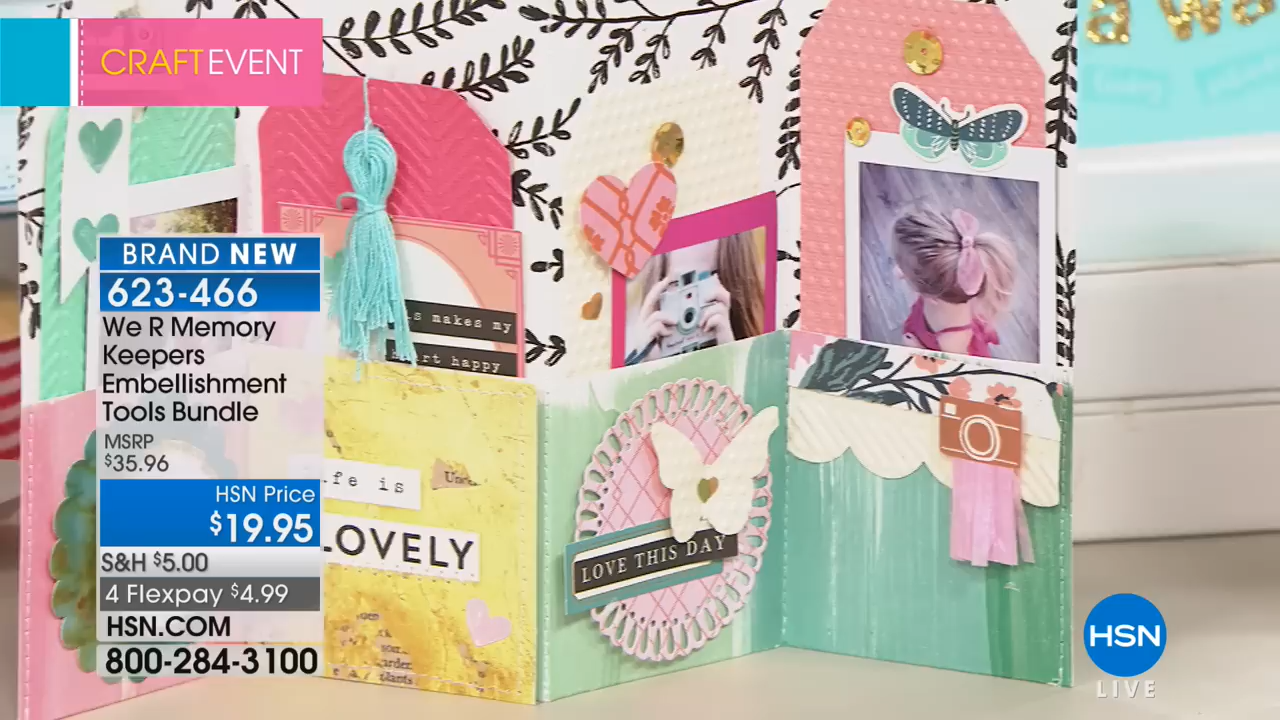 CRAFTEVENT
a wa
BRAND NEW
623-466
We R Memory
Keepers
Embellishment
Tools Bundle
MSRP
$35.96
HSN Price
$19.95
S&H $5.00
4 Flexpay $4.99
HSN.COM
800-284-3100
s makes my
art happy
fe is
LOVELY
LOVE THIS DAY
HSN
LIVE